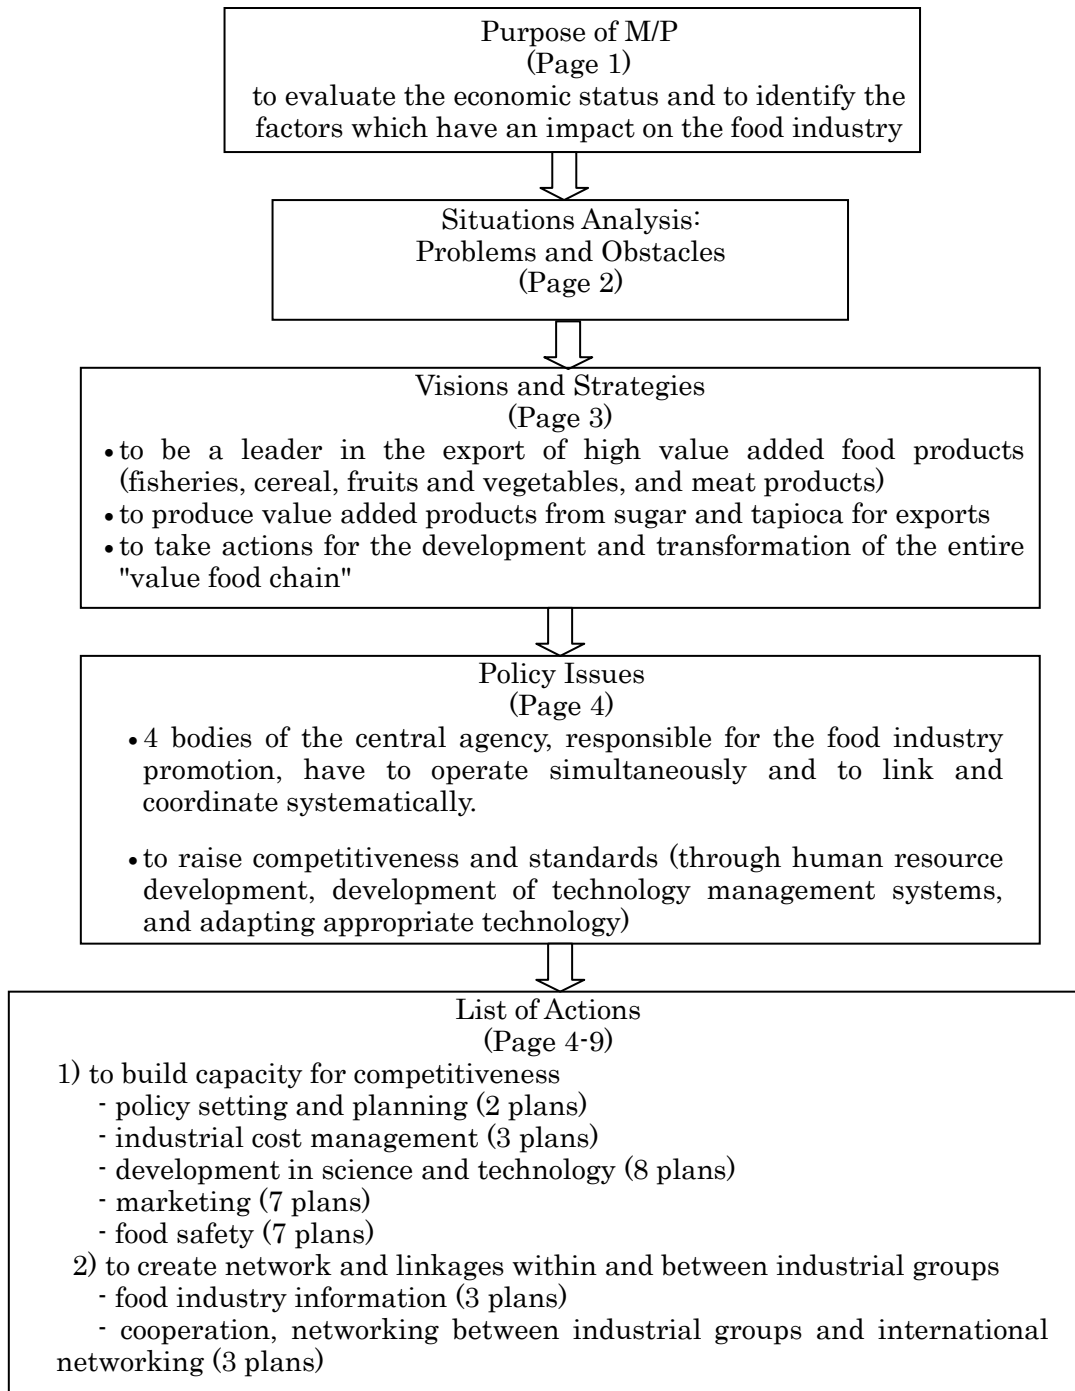 Purpose of M/P
(Page 1)
to evaluate the economic status and to identify the
factors which have an impact on the food industry
Situations Analysis:
Problems and Obstacles
(Page 2)
Visions and Strategies
(Page 3)
• to be a leader in the export of high value added food products
(fisheries, cereal, fruits and vegetables, and meat products)
• to produce value added products from sugar and tapioca for exports
• to take actions for the development and transformation of the entire
"value food chain"
Policy Issues
(Page 4)
• 4 bodies of the central agency, responsible for the food industry
promotion, have to operate simultaneously and to link and
coordinate systematically.
• to raise competitiveness and standards (through human resource
development, development of technology management systems,
and adapting appropriate technology)
List of Actions
(Page 4-9)
1) to build capacity for competitiveness
- policy setting and planning (2 plans)
- industrial cost management (3 plans)
- development in science and technology (8 plans)
- marketing (7 plans)
- food safety (7 plans)
2) to create network and linkages within and between industrial groups
- food industry information (3 plans)
- cooperation, networking between industrial groups and international
networking (3 plans)